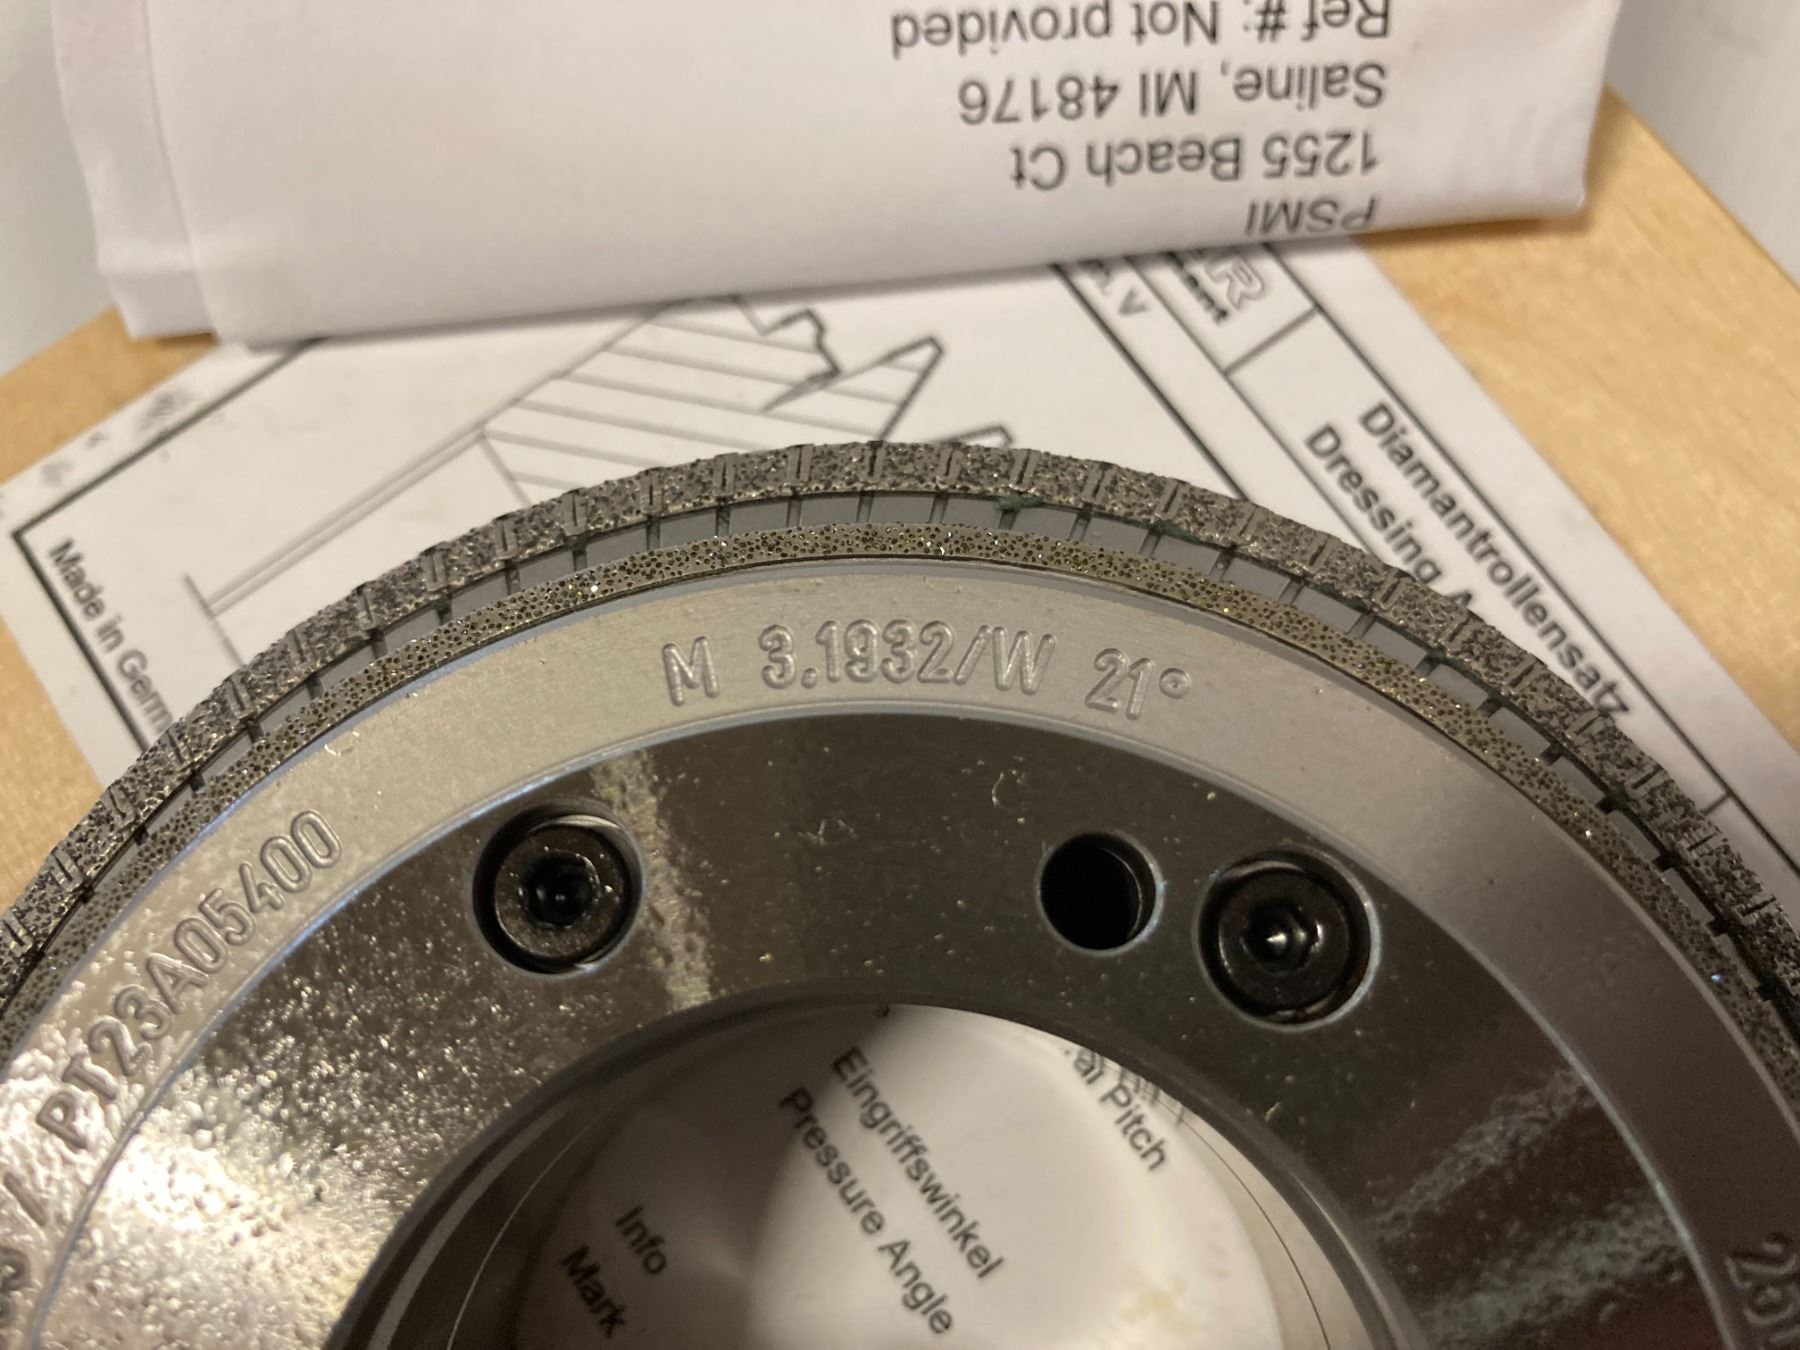 PSMI
1255 Beach Ct
Saline, MI 48176
Ref #: Not provided
Diamantrollensatz
Dressing
Made in
M 3.1932/W 21°
PT23A05400
Pitch
Eingriffswinkel
Pressure Angle
Info
Mark